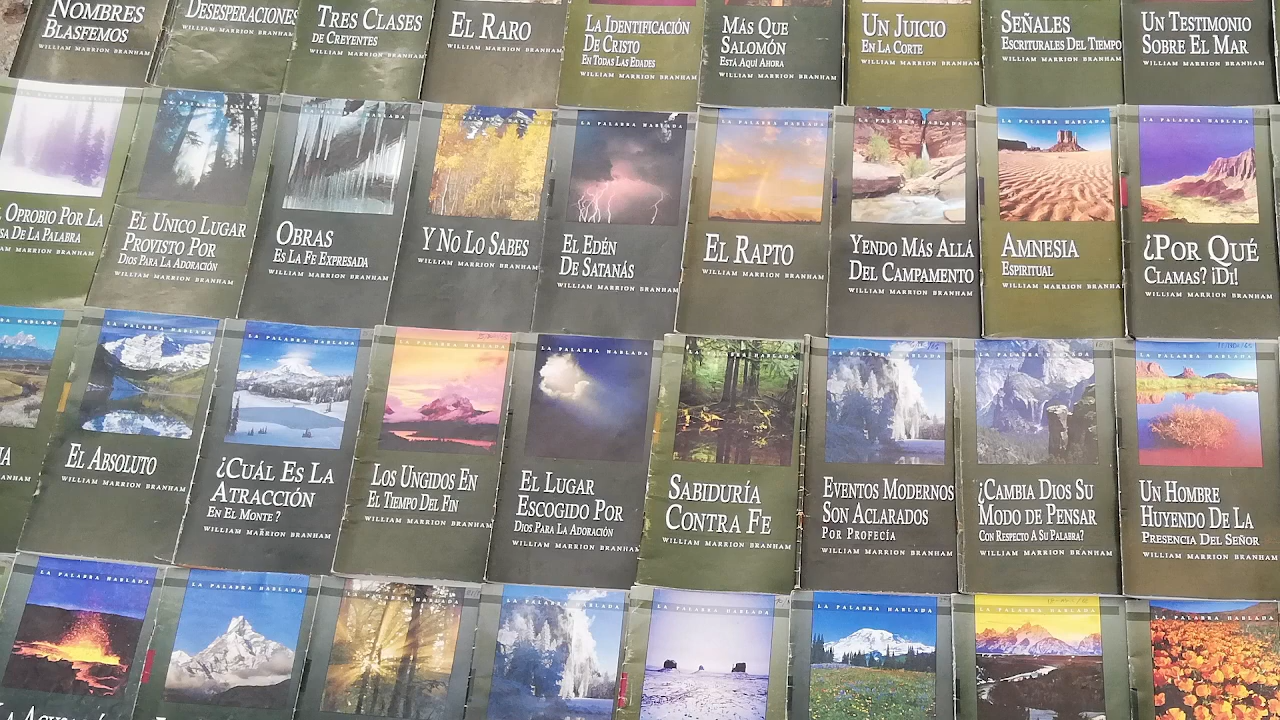 NOMBRES
BLASFEMOS
WILLIAM MARRION BRANHAM
DESESPERACIONES
WILLIAM MARRION BRANHAM
TRES CLASES
DE CREYENTES
WILLIAM MARRION BRANHAM
EL RARO
WILLIAM MARRION BRANHAM
LA IDENTIFICACIÓN
DE CRISTO
EN TODAS LAS EDADES
WILLIAM MARRION BRANHAM
MÁS QUE
SALOMÓN
ESTÁ AQUÍ AHORA
WILLIAM MARRION BRANHAM
UN JUICIO
EN LA CORTE
WILLIAM MARRION BRANHAM
SEÑALES
ESCRITURALES DEL TIEMPO
WILLIAM MARRION BRANHAM
UN TESTIMONIO
SOBRE EL MAR
WILLIAM MARRION BRANHAM
OPROBIO POR LA
DE LA PALABRA
WILLIAM MARRION BRANHAM
EL UNICO LUGAR
PROVISTO POR
DIOS PARA LA ADORACIÓN
WILLIAM MARRION BRANHAM
OBRAS
ES LA FE EXPRESADA
WILLIAM MARRION BRANHAM
Y NO LO SABES
WILLIAM MARRION BRANHAM
LA PALABRA HABLADA
EL EDÉN
DE SATANÁS
WILLIAM MARRION BRANHAM
LA PALABRA HABLADA
EL RAPTO
WILLIAM MARRION BRANHAM
LA PALABRA HABLADA
YENDO MÁS ALLÁ
DEL CAMPAMENTO
WILLIAM MARRION BRANHAM
LA PALABRA HABLADA
AMNESIA
ESPIRITUAL
WILLIAM MARRION BRANHAM
LA PALABRA HABLADA
¿POR QUÉ
CLAMAS? ¡DI!
WILLIAM MARRION BRANHAM
LA PALABRA HABLADA
EL ABSOLUTO
WILLIAM MARRION BRANHAM
LA PALABRA HABLADA
¿CUÁL ES LA
ATRACCIÓN
EN EL MONTE?
WILLIAM MARRION BRANHAM
LA PALABRA HABLADA
LOS UNGIDOS EN
EL TIEMPO DEL FIN
WILLIAM MARRION BRANHAM
LA PALABRA HABLADA
EL LUGAR
ESCOGIDO POR
DIOS PARA LA ADORACIÓN
WILLIAM MARRION BRANHAM
LA PALABRA HABLADA
SABIDURÍA
CONTRA FE
WILLIAM MARRION BRANHAM
LA PALABRA HABLADA
EVENTOS MODERNOS
SON ACLARADOS
POR PROFECÍA
WILLIAM MARRION BRANHAM
LA PALABRA HABLADA
¿CAMBIA DIOS SU
MODO DE PENSAR
CON RESPECTO A SU PALABRA?
WILLIAM MARRION BRANHAM
LA PALABRA HABLADA
UN HOMBRE
HUYENDO DE LA
PRESENCIA DEL SEÑOR
WILLIAM MARRION BRANHAM
LA PALABRA HABLADA
LA PALABRA HABLADA
LA PALABRA HABLADA
LA PALABRA HABLADA
LA PALABRA HABLADA
LA PALABRA HABLADA
LA PALABRA HABLADA
LA PALABRA HABLADA